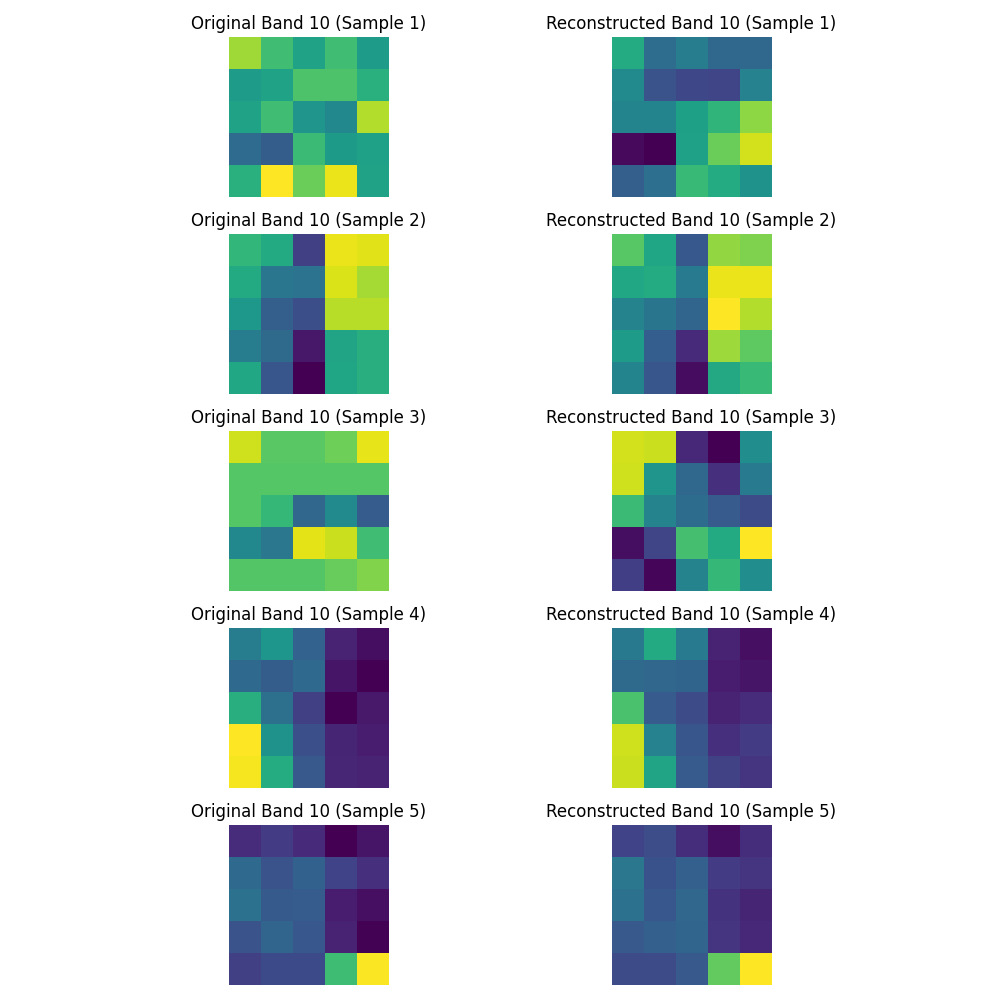 Original Band 10 (Sample 1)
Reconstructed Band 10 (Sample 1)
Original Band 10 (Sample 2)
Reconstructed Band 10 (Sample 2)
Original Band 10 (Sample 3)
Reconstructed Band 10 (Sample 3)
Original Band 10 (Sample 4)
Reconstructed Band 10 (Sample 4)
Original Band 10 (Sample 5)
Reconstructed Band 10 (Sample 5)